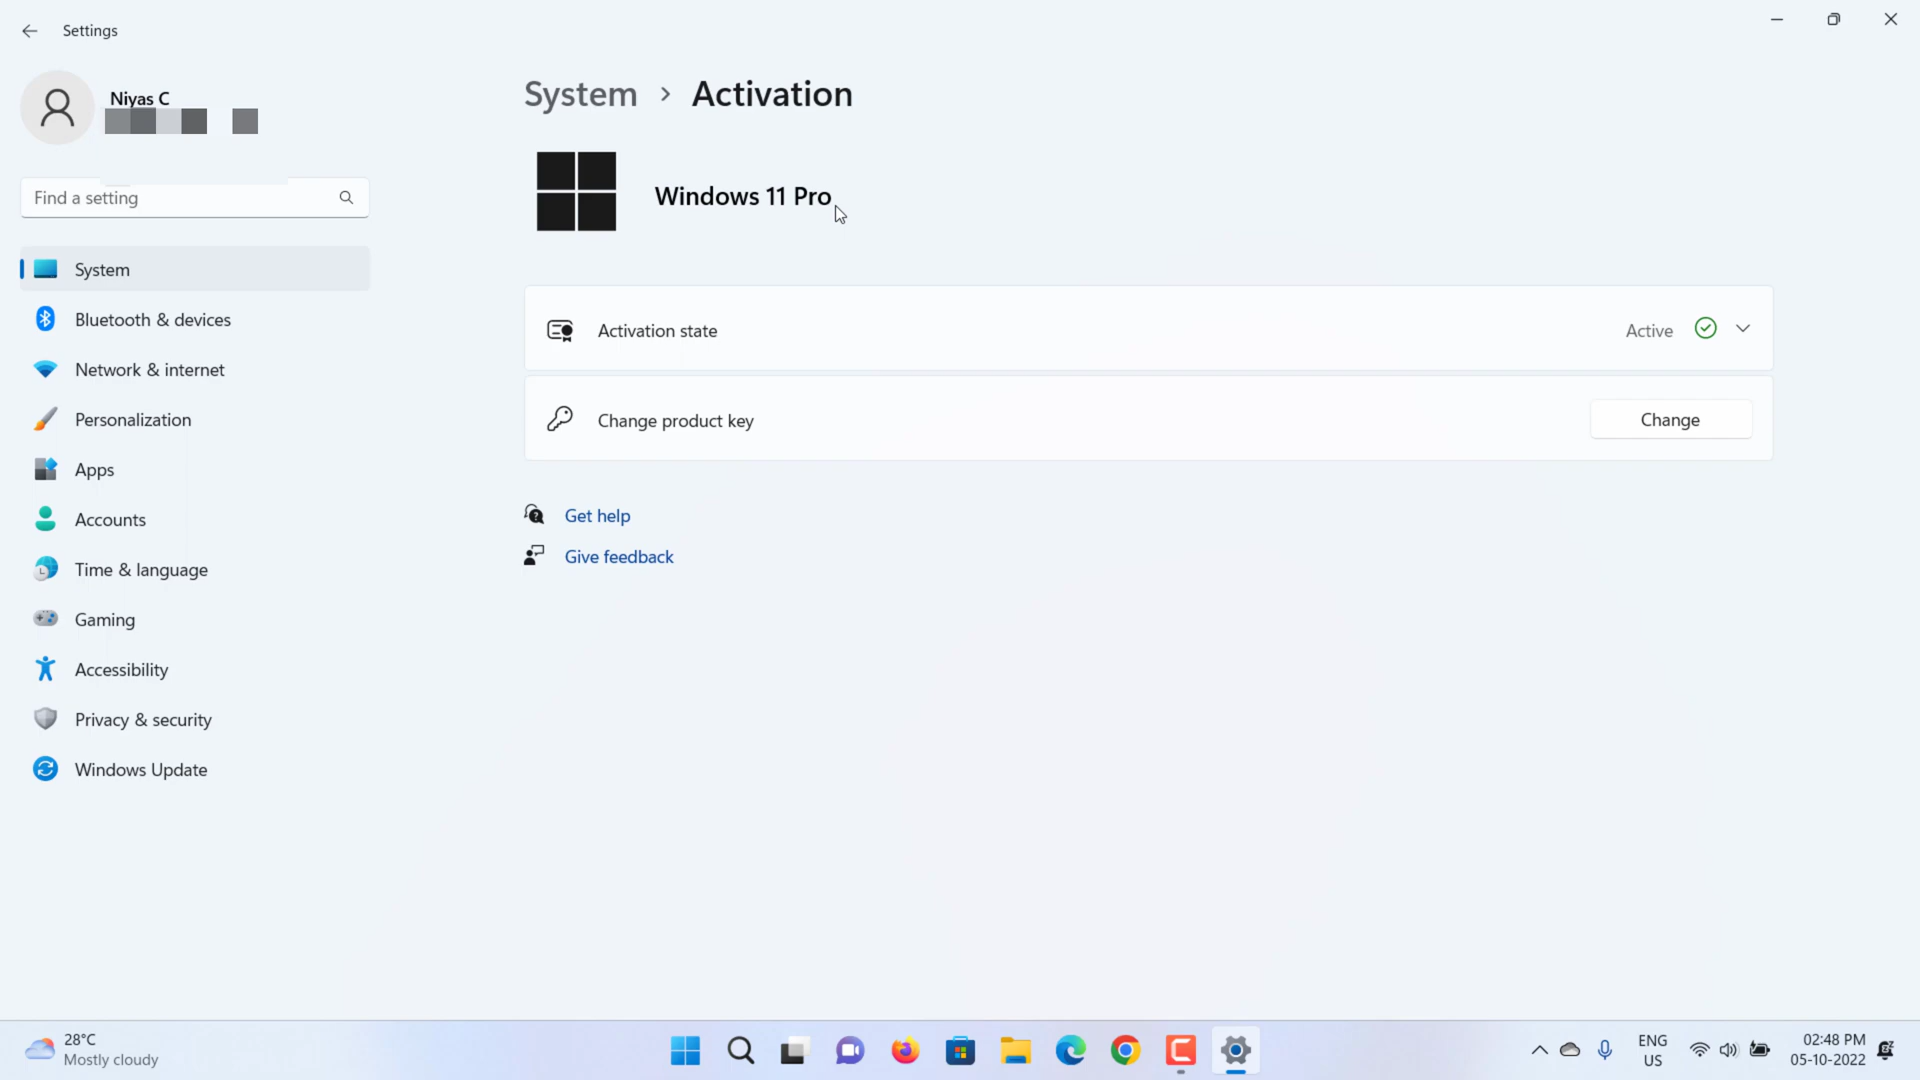 Settings
Niyas C
Find a setting
System
Bluetooth & devices
Network & internet
Personalization
Apps
Accounts
Time & language
Gaming
Accessibility
Privacy & security
Windows Update
System > Activation
Windows 11 Pro
Activation state
Active
Change product key
Change
Get help
Give feedback
28°C
Mostly cloudy
ENG
US
02:48 PM
05-10-2022